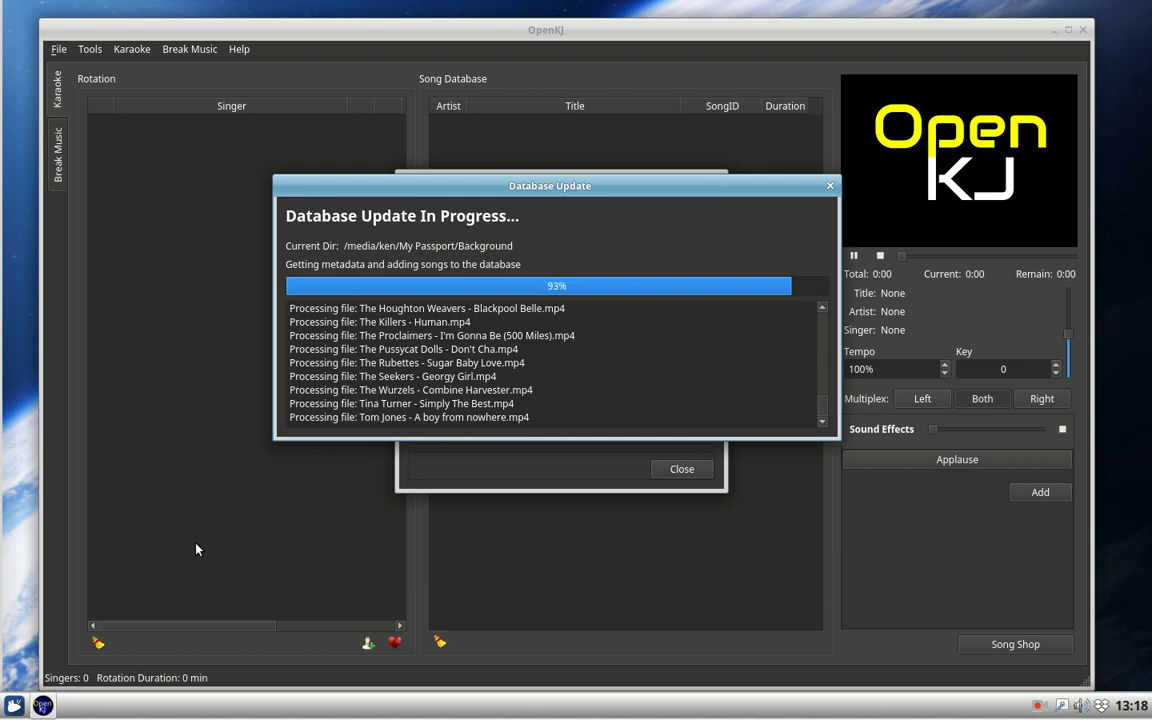 OpenKJ
File Tools Karaoke Break Music Help
Karaoke
Break Music
Rotation
Singer
Song Database
Artist Title SongID Duration
Open
KJ
Database Update
Database Update In Progress...
Current Dir: /media/ken/My Passport/Background
Getting metadata and adding songs to the database
93%
Processing file: The Houghton Weavers - Blackpool Belle.mp4
Processing file: The Killers - Human.mp4
Processing file: The Proclaimers - I'm Gonna Be (500 Miles).mp4
Processing file: The Pussycat Dolls - Don't Cha.mp4
Processing file: The Rubettes - Sugar Baby Love.mp4
Processing file: The Seekers - Georgy Girl.mp4
Processing file: The Wurzels - Combine Harvester.mp4
Processing file: Tina Turner - Simply The Best.mp4
Processing file: Tom Jones - A boy from nowhere.mp4
Close
Total: 0:00 Current: 0:00 Remain: 0:00
Title: None
Artist: None
Singer: None
Tempo Key
100% 0
Multiplex: Left Both Right
Sound Effects
Applause
Add
Song Shop
Singers: 0 Rotation Duration: 0 min
Open
KJ
13:18